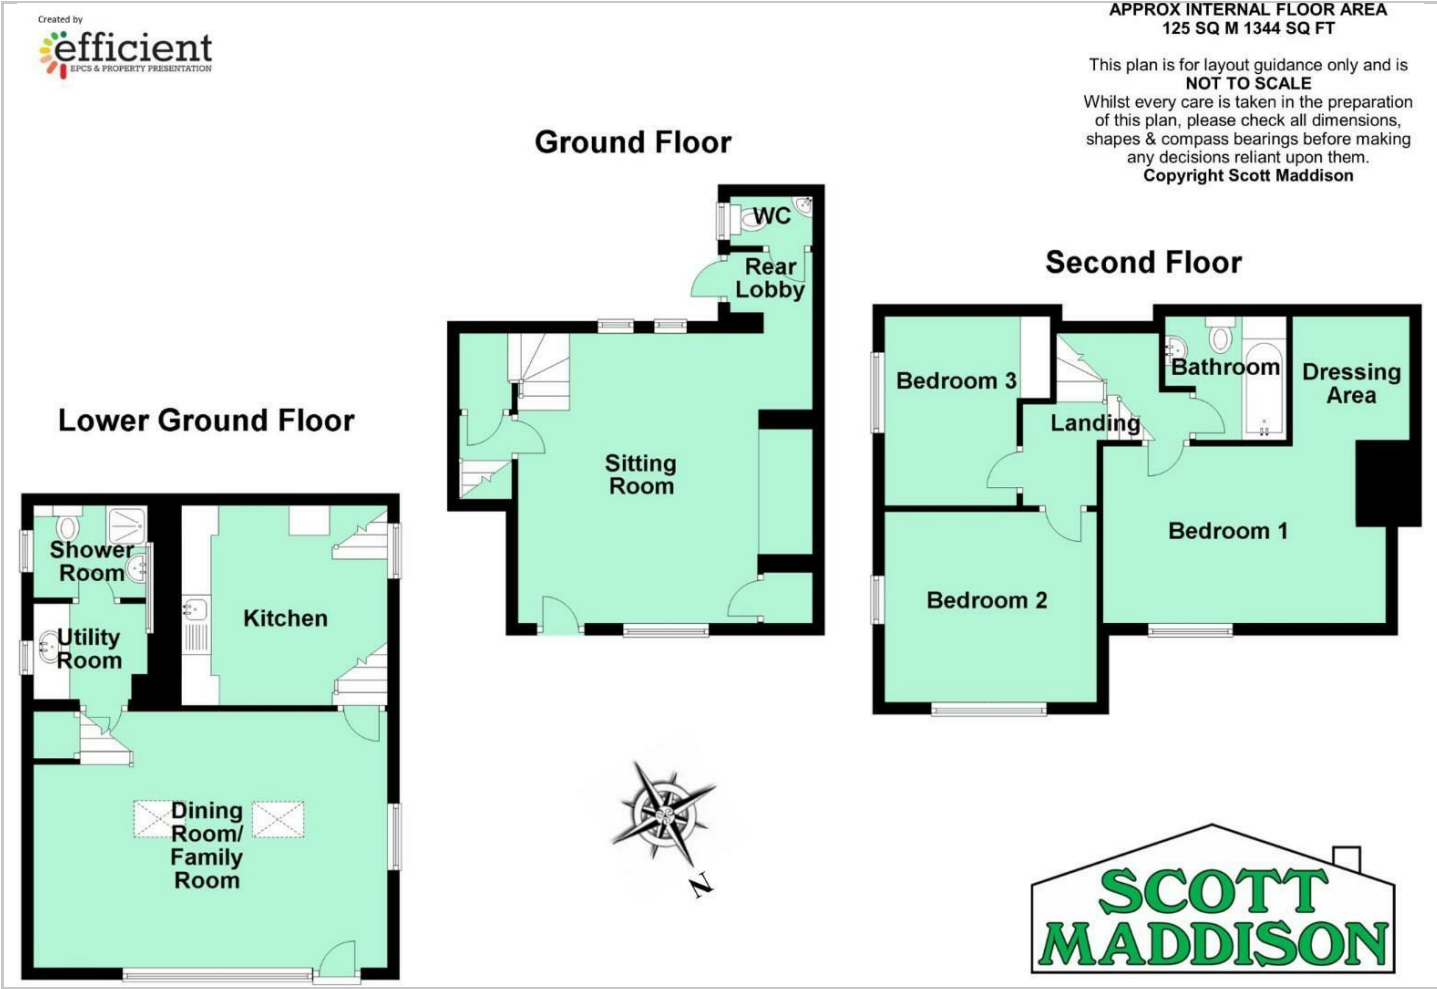 Created by
efficient
EPCS & PROPERTY PRESENTATION
APPROX INTERNAL FLOOR AREA
125 SQ M 1344 SQ FT
This plan is for layout guidance only and is
NOT TO SCALE
Whilst every care is taken in the preparation
of this plan, please check all dimensions,
shapes & compass bearings before making
any decisions reliant upon them.
Copyright Scott Maddison
Ground Floor
WC
Rear
Lobby
Sitting
Room
Second Floor
Bedroom 3
Bathroom
Dressing
Area
Landing
Bedroom 1
Bedroom 2
Lower Ground Floor
Shower
Room
Kitchen
Utility
Room
Dining
Room/
Family
Room
N
SCOTT
MADDISON